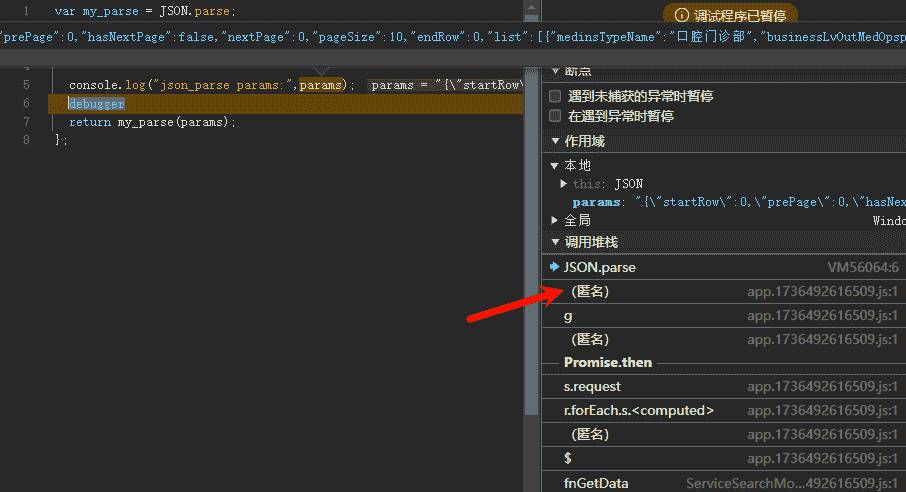 1 var my_parse = JSON.parse;
"prePage":0,"hasNextPage":false,"nextPage":0,"pageSize":10,"endRow":0,"list":[{"medinsTypeName":"口腔门诊部","businessLvOutMedOpsp
5 console.log("json_parse params:",params); params = "{\"startRow\
6 debugger
7 return my_parse(params);
8 };
调试程序已暂停
断点
遇到未捕获的异常时暂停
在遇到异常时暂停
作用域
本地
this: JSON
params: "{\"startRow\":0,\"prePage\":0,\"hasNex
全局 Windo
调用堆栈
JSON.parse VM56064:6
(匿名) app.1736492616509.js:1
g app.1736492616509.js:1
(匿名) app.1736492616509.js:1
Promise.then
s.request app.1736492616509.js:1
r.forEach.s.<computed> app.1736492616509.js:1
(匿名) app.1736492616509.js:1
$ app.1736492616509.js:1
fnGetData ServiceSearchMo...492616509.js:1